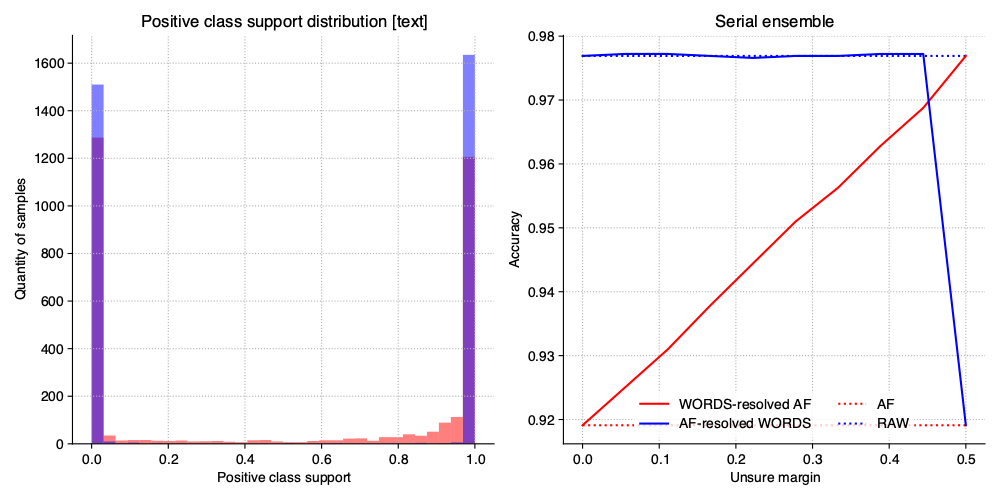 Positive class support distribution [text]
Quantity of samples
1600
1400
1200
1000
800
600
400
200
0
0.0 0.2 0.4 0.6 0.8 1.0
Positive class support
Serial ensemble
Accuracy
0.98
0.97
0.96
0.95
0.94
0.93
0.92
WORDS-resolved AF
AF-resolved WORDS
AF
RAW
0.0 0.1 0.2 0.3 0.4 0.5
Unsure margin